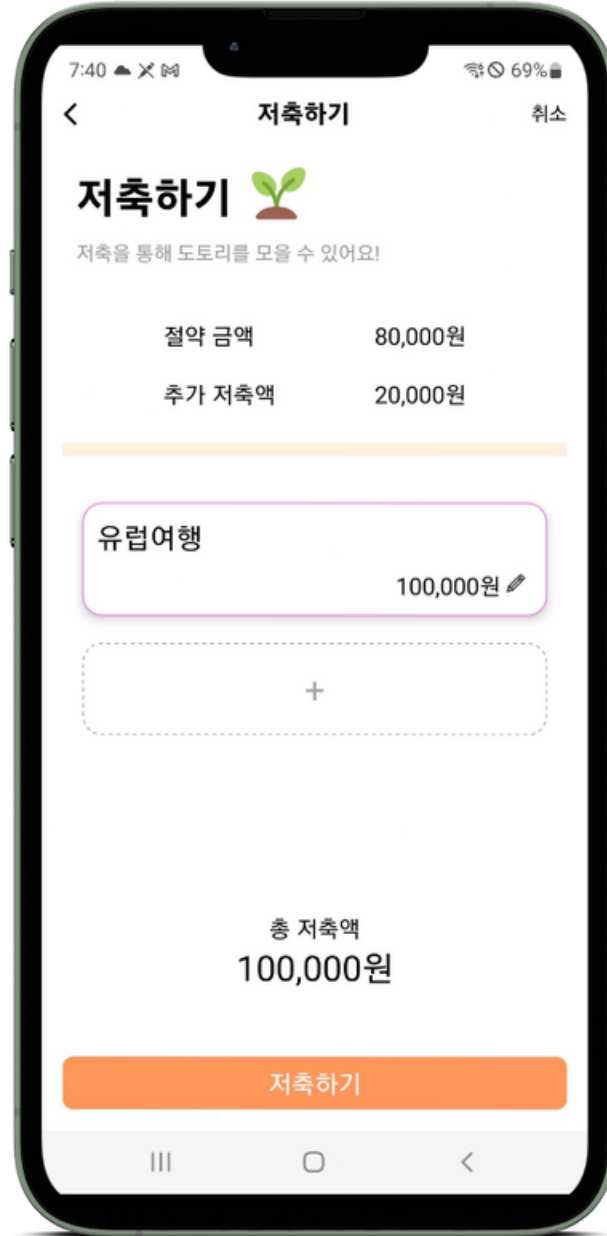 7:40
69%
저축하기
취소
저축하기
저축을 통해 도토리를 모을 수 있어요!
절약 금액 80,000원
추가 저축액 20,000원
유럽여행
100,000원
+
총 저축액
100,000원
저축하기